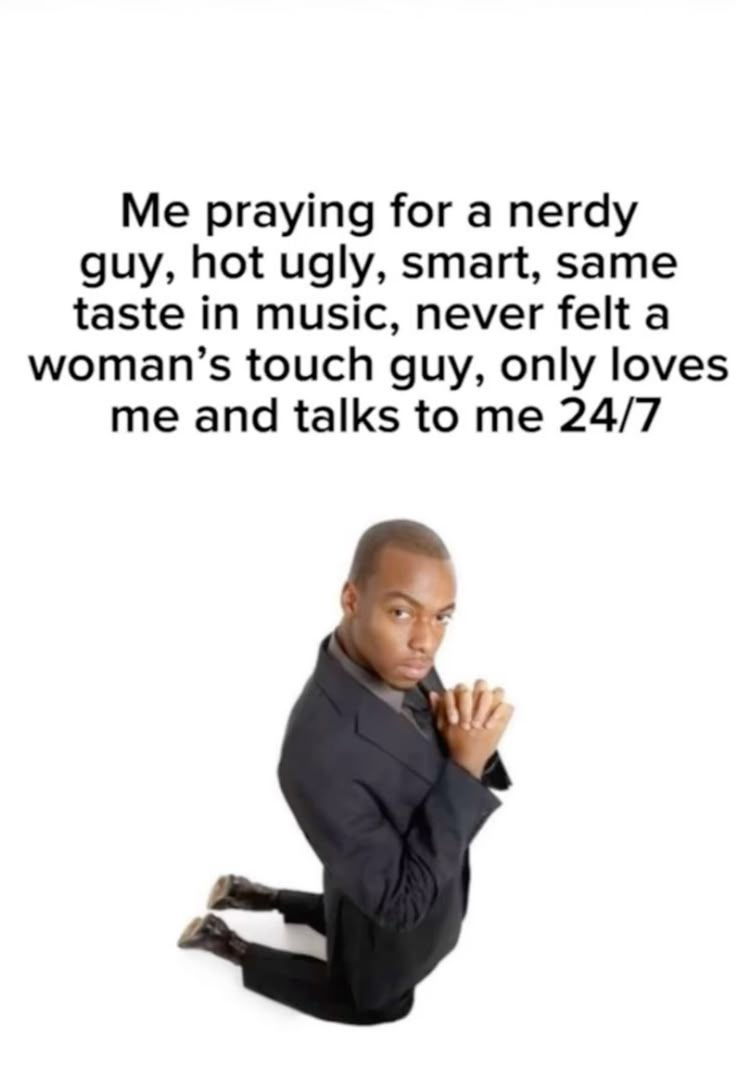 Me praying for a nerdy
guy, hot ugly, smart, same
taste in music, never felt a
woman’s touch guy, only loves
me and talks to me 24/7